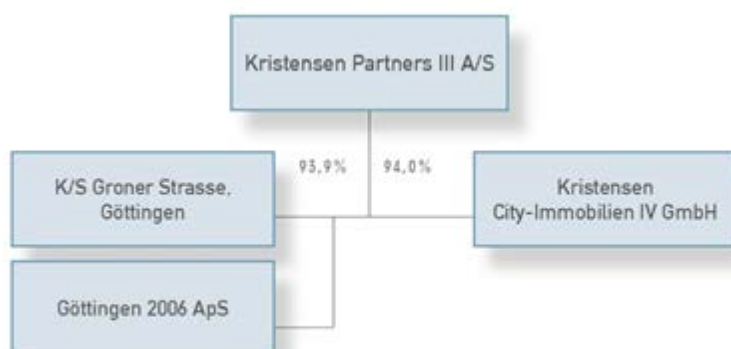 Kristensen Partners III A/S
93,9%
94,0%
K/S Groner Strasse,
Göttingen
Kristensen
City-Immobilien IV GmbH
Göttingen 2006 ApS